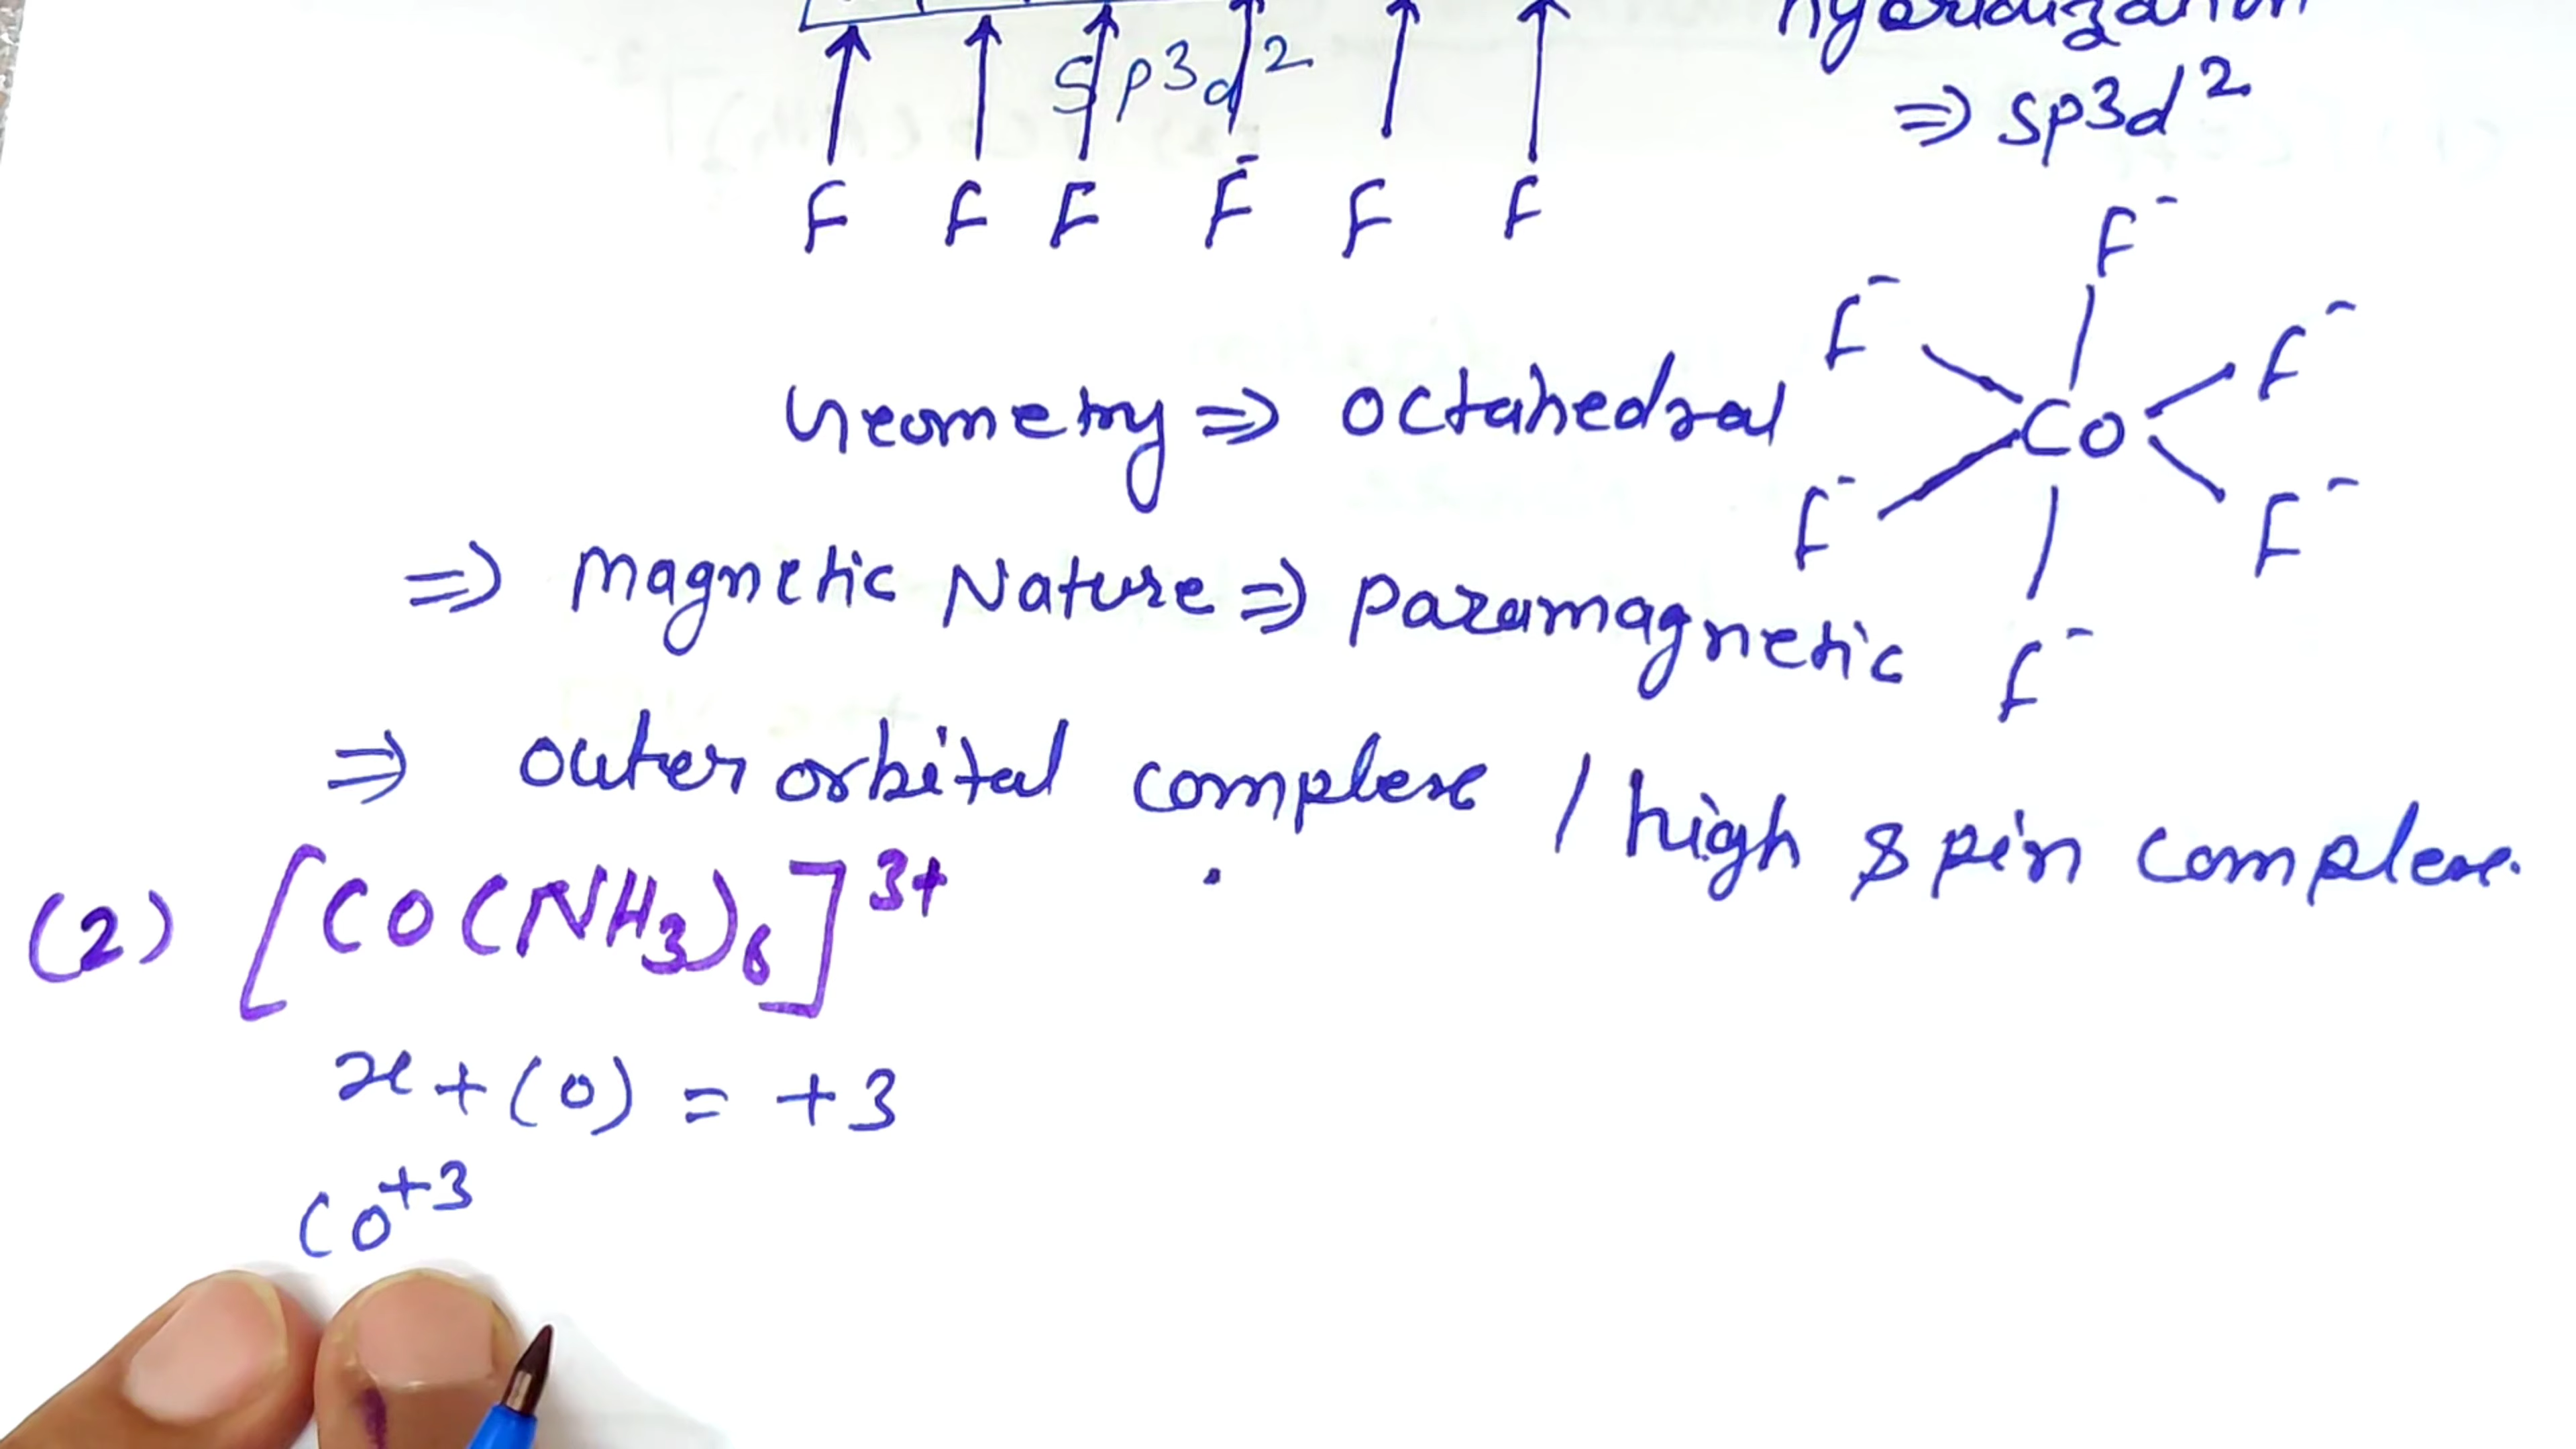 hybridization
sp3d²
⇒ sp3d²
F F F F⁻ F F
F⁻
F⁻ F⁻
Geometry ⇒ octahedral Co
F⁻ F⁻
⇒ Magnetic Nature ⇒ paramagnetic F⁻
⇒ outer orbital complex / high spin complex.
(2) [CO(NH₃)₆]³⁺
x + (0) = +3
Co⁺³